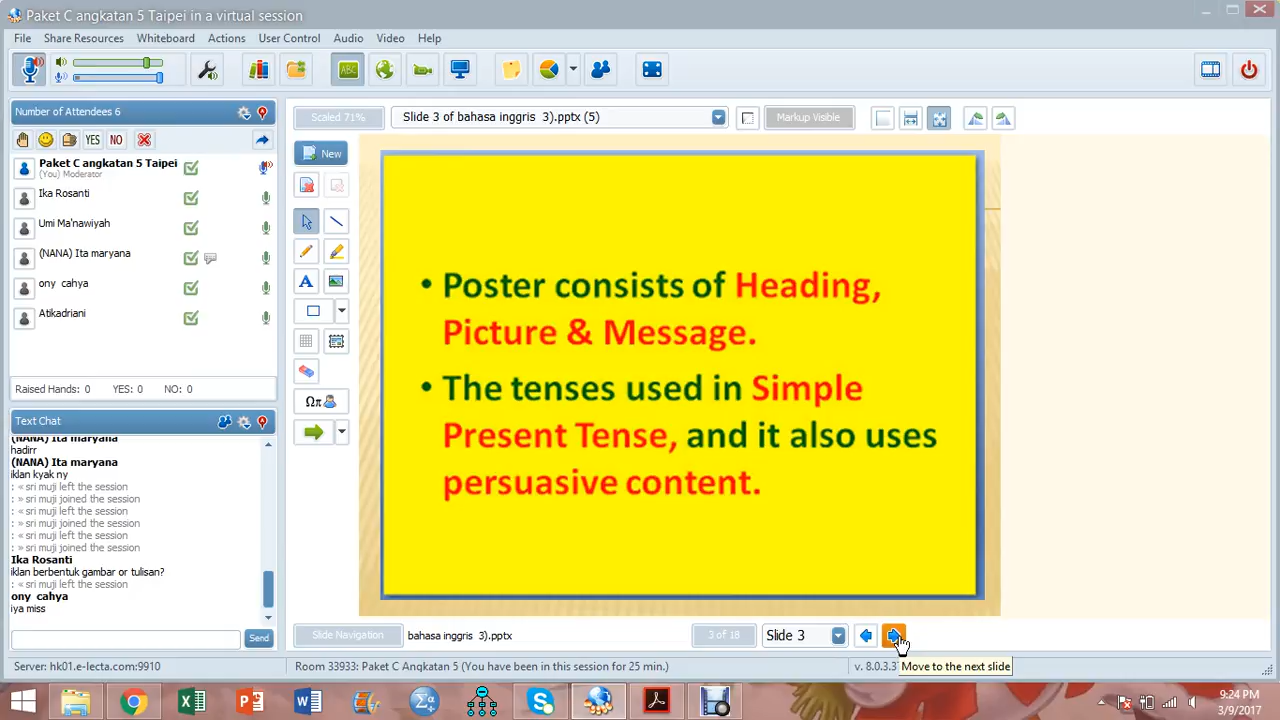 Paket C angkatan 5 Taipei in a virtual session
File Share Resources Whiteboard Actions User Control Audio Video Help
ABC
Number of Attendees 6
YES NO
Paket C angkatan 5 Taipei
(You) Moderator
Ika Rosanti
Umi Ma'nawiyah
(NANA) Ita maryana
ony cahya
Atikadriani
Raised Hands: 0 YES: 0 NO: 0
Text Chat
(NANA) Ita maryana
hadirr
(NANA) Ita maryana
iklan kyak ny
: « sri muji left the session
: » sri muji joined the session
: « sri muji left the session
: » sri muji joined the session
: « sri muji left the session
: » sri muji joined the session
Ika Rosanti
iklan berbentuk gambar or tulisan?
: « sri muji left the session
ony cahya
iya miss
Send
Scaled 71%
Slide 3 of bahasa inggris 3).pptx (5)
Markup Visible
New
A
Ωπ
• Poster consists of Heading,
Picture & Message.
• The tenses used in Simple
Present Tense, and it also uses
persuasive content.
Slide Navigation
bahasa inggris 3).pptx
3 of 18
Slide 3
Move to the next slide
Server: hk01.e-lecta.com:9910
Room 33933: Paket C Angkatan 5 (You have been in this session for 25 min.)
v. 8.0.3.3
9:24 PM
3/9/2017